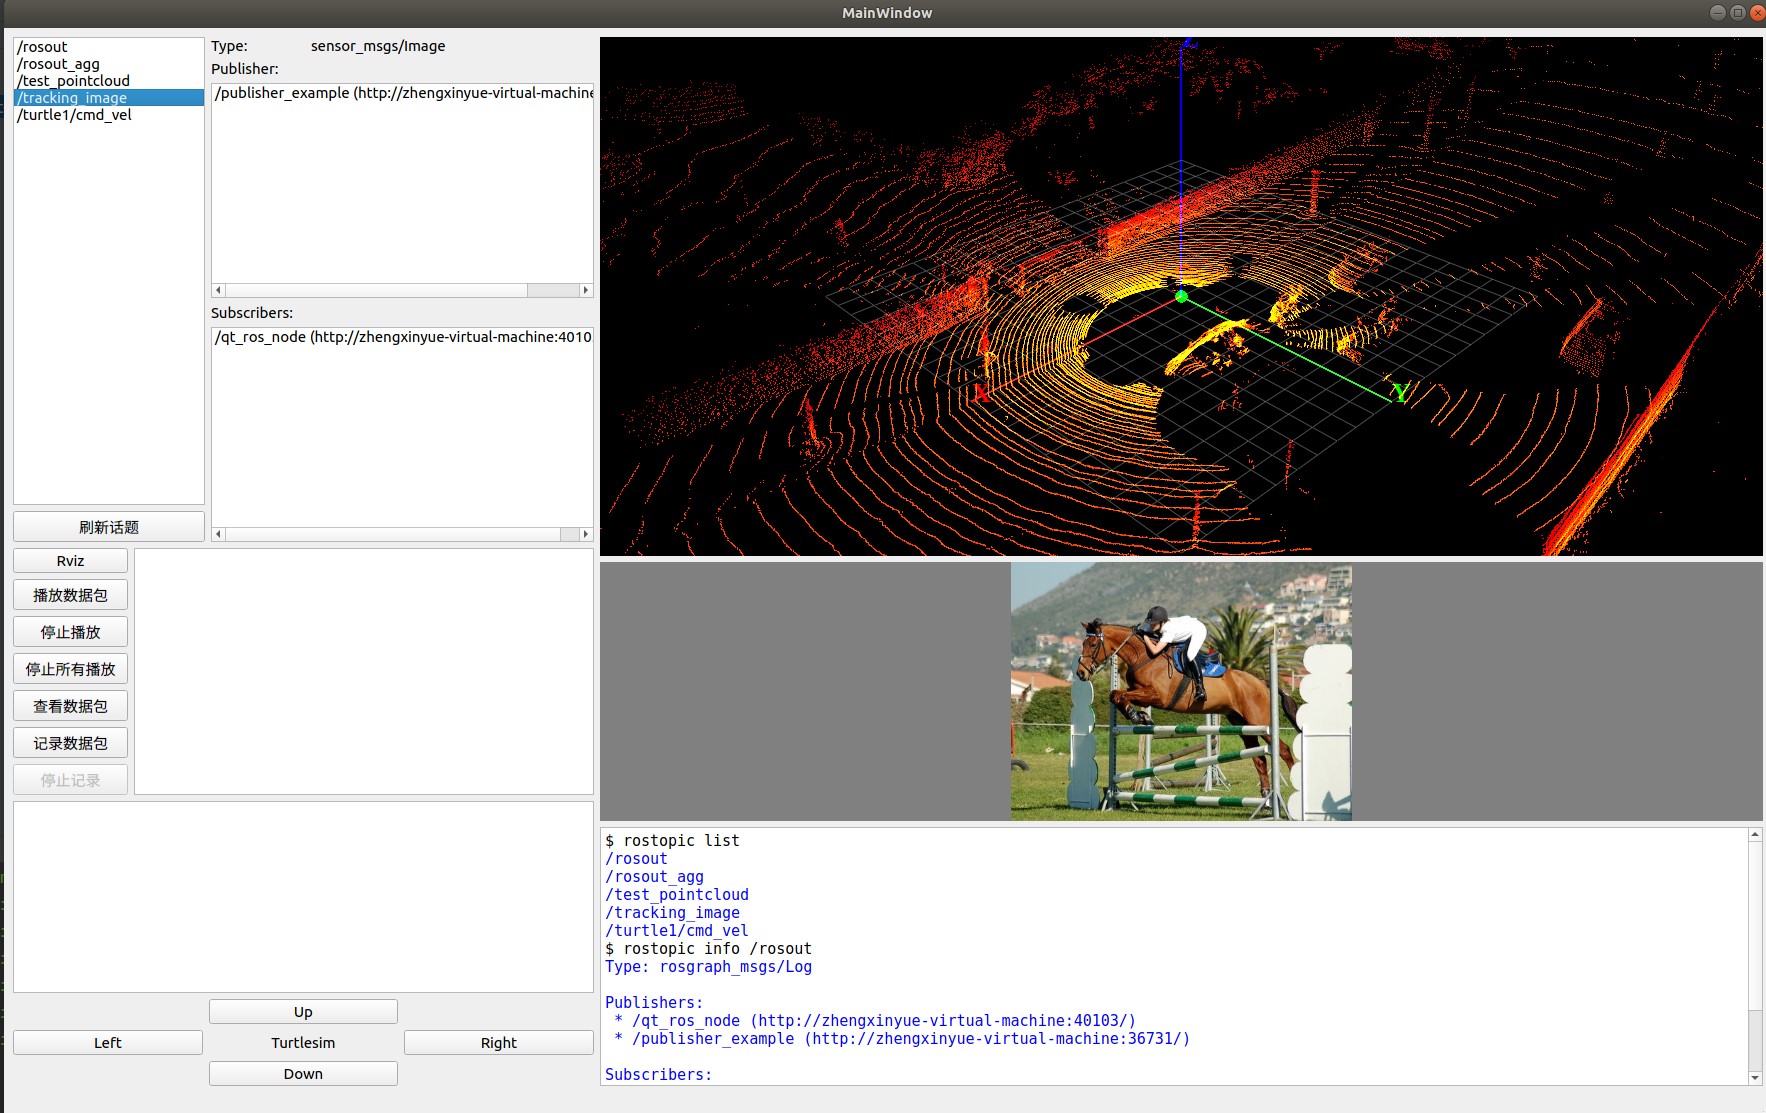 MainWindow
/rosout
/rosout_agg
/test_pointcloud
/tracking_image
/turtle1/cmd_vel
刷新话题
Type: sensor_msgs/Image
Publisher:
/publisher_example (http://zhengxinyue-virtual-machine
Subscribers:
/qt_ros_node (http://zhengxinyue-virtual-machine:4010
Rviz
播放数据包
停止播放
停止所有播放
查看数据包
记录数据包
停止记录
Up
Left
Turtlesim
Right
Down
X
Y
$ rostopic list
/rosout
/rosout_agg
/test_pointcloud
/tracking_image
/turtle1/cmd_vel
$ rostopic info /rosout
Type: rosgraph_msgs/Log
Publishers:
* /qt_ros_node (http://zhengxinyue-virtual-machine:40103/)
* /publisher_example (http://zhengxinyue-virtual-machine:36731/)
Subscribers: